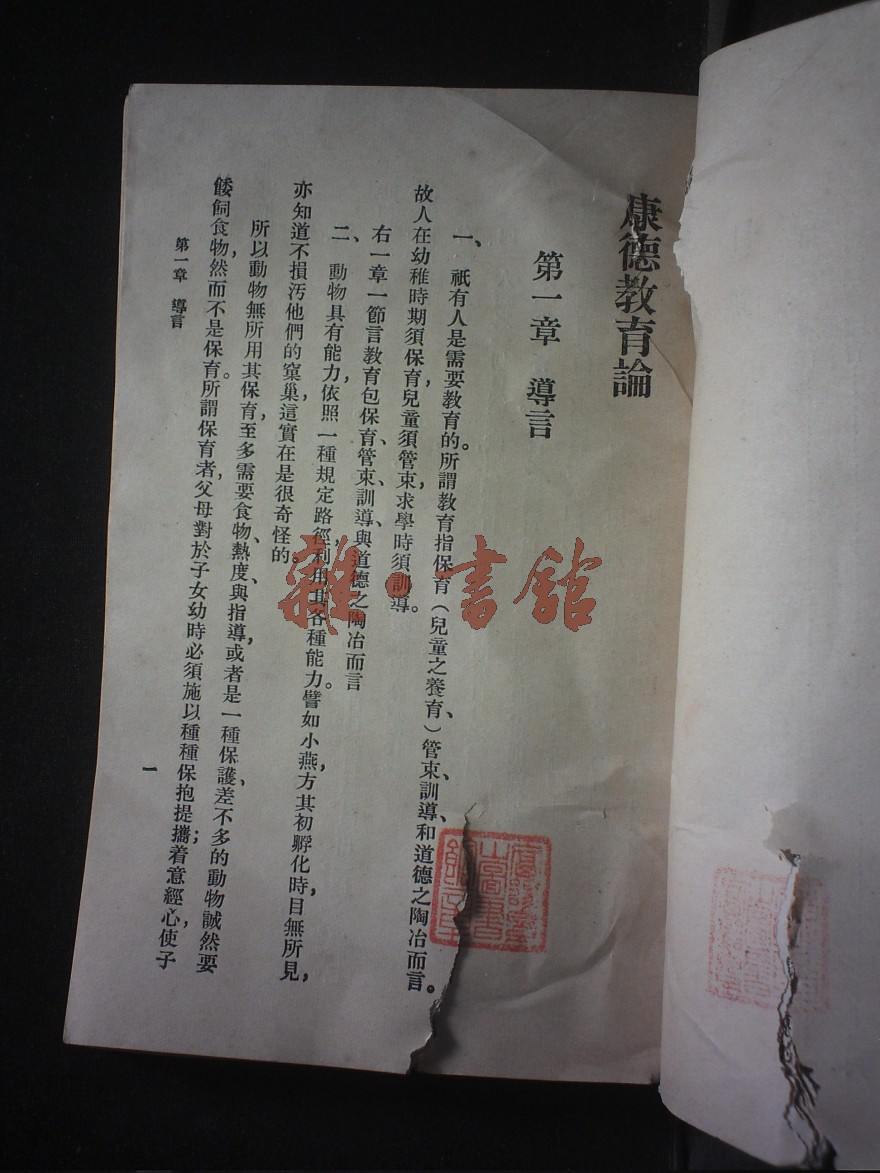 康德教育論
第一章 導言
一、祇有人是需要教育的。所謂教育指保育（兒童之養育）、管束、訓導、和道德之陶冶而言。
故人在幼稚時期須保育，兒童須管束，求學時須訓導。
右一章一節言教育包保育、管束、訓導、與道德之陶冶而言
二、動物具有能力，依照一種規定路徑，利用其各種能力。譬如小燕方其初孵化時，目無所見，
亦知道不損汚他們的窠巢，這實在是很奇怪的。
所以動物無所用其保育，至多需要食物、熱度、與指導，或者是一種保護、差不多的動物誠然要
餧飼食物，然而不是保育。所謂保育者，父母對於子女幼時必須施以種種保抱提攜；着意經心，使子
第一章 導言
一
雜·書館